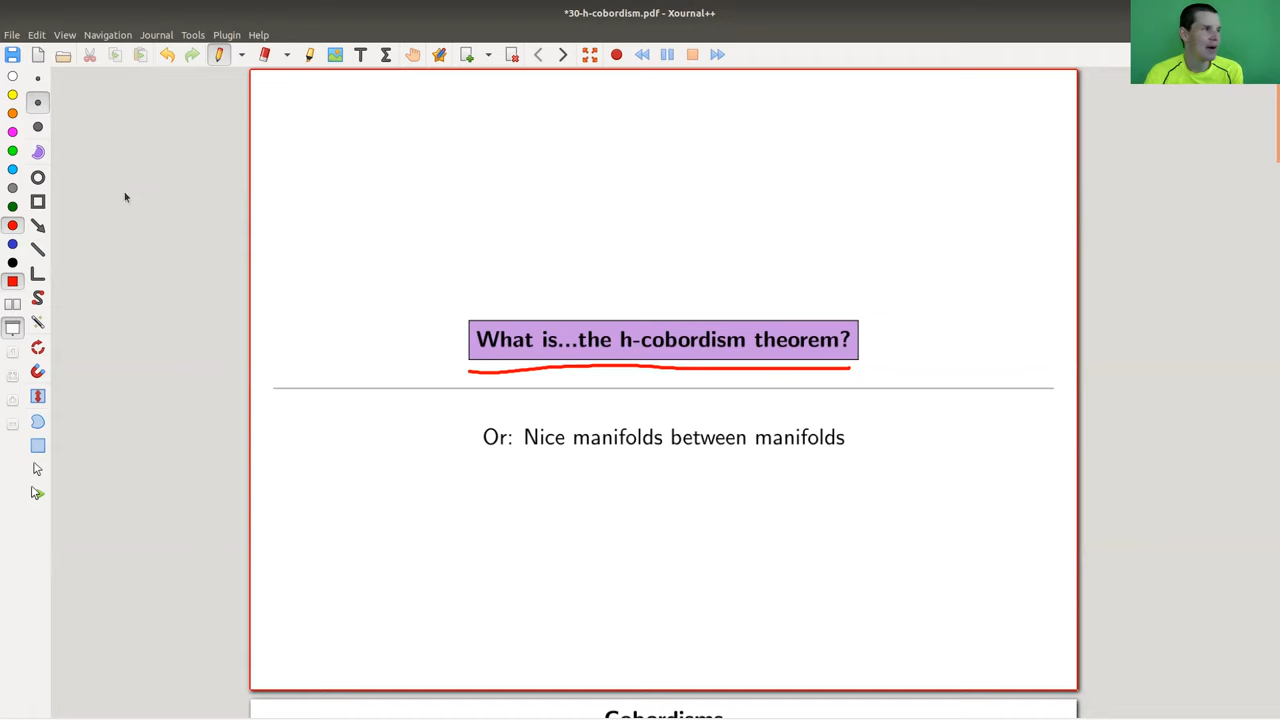 *30-h-cobordism.pdf - Xournal++
File Edit View Navigation Journal Tools Plugin Help
What is...the h-cobordism theorem?
Or: Nice manifolds between manifolds
Cobordisms